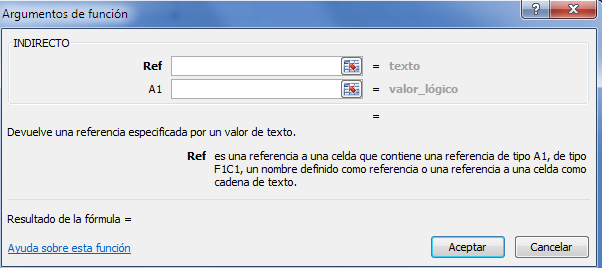 Argumentos de función
INDIRECTO
Ref = texto
A1 = valor_lógico
=
Devuelve una referencia especificada por un valor de texto.
Ref es una referencia a una celda que contiene una referencia de tipo A1, de tipo
F1C1, un nombre definido como referencia o una referencia a una celda como
cadena de texto.
Resultado de la fórmula =
Ayuda sobre esta función
Aceptar
Cancelar